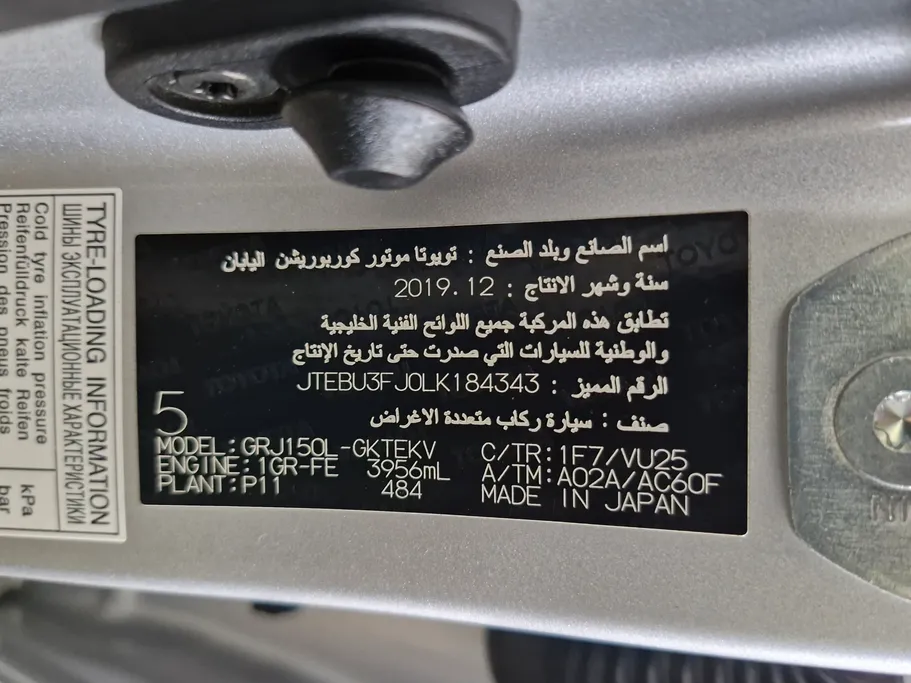 اسم الصانع وبلد الصنع : تويوتا موتور كوربوريشن اليابان
سنة وشهر الانتاج : 2019.12
تطابق هذه المركبة جميع اللوائح الفنية الخليجية
والوطنية للسيارات التي صدرت حتى تاريخ الإنتاج
الرقم المميز : JTEBU3FJ0LK184343
صنف : سيارة ركاب متعددة الاغراض
5
MODEL:GRJ150L-GKTEKV C/TR:1F7/VU25
ENGINE:1GR-FE 3956mL A/TM:A02A/AC60F
PLANT:P11 484 MADE IN JAPAN
TYRE-LOADING INFORMATION
ШИНЫ ЭКСПЛУАТАЦИОННЫЕ ХАРАКТЕРИСТИКИ
Cold tyre inflation pressure
Reifenfülldruck kalte Reifen
Pression des pneus froids
kPa
bar